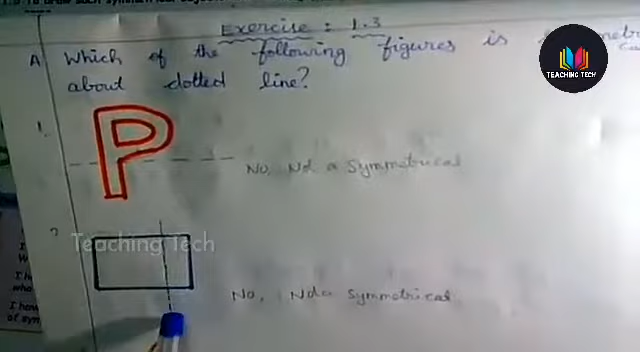 Exercise : 1.3
A Which of the following figures is
about dotted line?
TEACHING TECH
1.
P
No, Not a Symmetrical
2
Teaching Tech
No, Not a Symmetrical